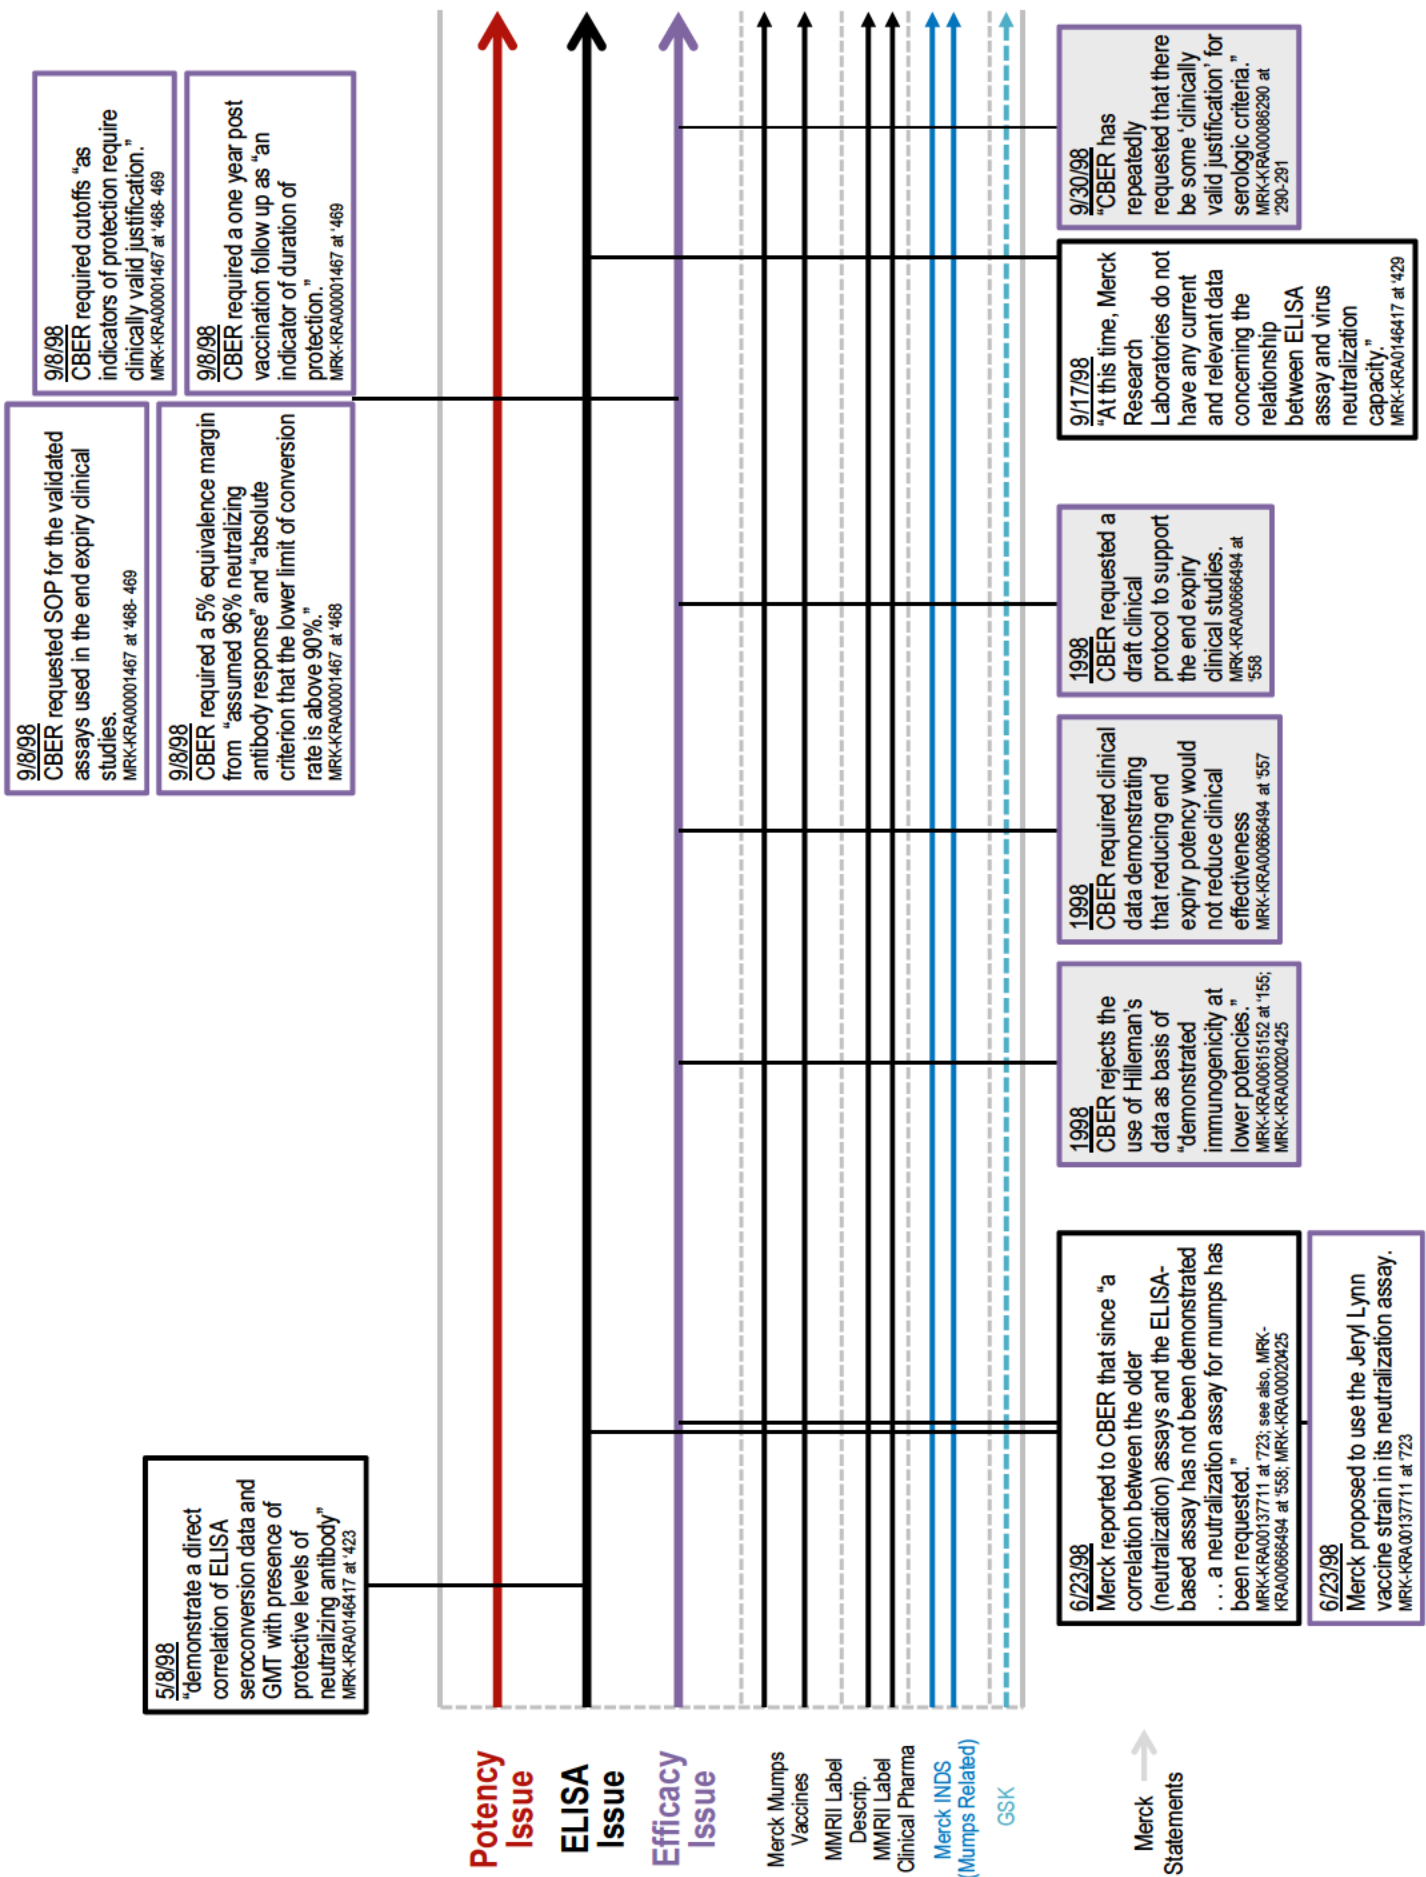 5/8/98
“demonstrate a direct
correlation of ELISA
seroconversion data and
GMT with presence of
protective levels of
neutralizing antibody”
MRK-KRA0146417 at ‘423
9/8/98
CBER requested SOP for the validated
assays used in the end expiry clinical
studies.
MRK-KRA00001467 at ‘468- 469
9/8/98
CBER required a 5% equivalence margin
from “assumed 96% neutralizing
antibody response” and “absolute
criterion that the lower limit of conversion
rate is above 90%.”
MRK-KRA00001467 at ‘468
9/8/98
CBER required cutoffs “as
indicators of protection require
clinically valid justification.”
MRK-KRA00001467 at ‘468- 469
9/8/98
CBER required a one year post
vaccination follow up as “an
indicator of duration of
protection.”
MRK-KRA00001467 at ‘469
Potency
Issue
ELISA
Issue
Efficacy
Issue
Merck Mumps
Vaccines
MMRII Label
Descrip.
MMRII Label
Clinical Pharma
Merck INDS
(Mumps Related)
GSK
Merck
Statements
6/23/98
Merck reported to CBER that since “a
correlation between the older
(neutralization) assays and the ELISA-
based assay has not been demonstrated
. . . a neutralization assay for mumps has
been requested.”
MRK-KRA00137711 at ‘723; see also, MRK-
KRA00666494 at ‘558; MRK-KRA00020425
6/23/98
Merck proposed to use the Jeryl Lynn
vaccine strain in its neutralization assay.
MRK-KRA00137711 at ‘723
1998
CBER rejects the
use of Hilleman’s
data as basis of
“demonstrated
immunogenicity at
lower potencies.”
MRK-KRA00615152 at ‘155;
MRK-KRA00020425
1998
CBER required clinical
data demonstrating
that reducing end
expiry potency would
not reduce clinical
effectiveness
MRK-KRA00666494 at ‘557
1998
CBER requested a
draft clinical
protocol to support
the end expiry
clinical studies.
MRK-KRA00666494 at
‘558
9/17/98
“At this time, Merck
Research
Laboratories do not
have any current
and relevant data
concerning the
relationship
between ELISA
assay and virus
neutralization
capacity.”
MRK-KRA0146417 at ‘429
9/30/98
“CBER has
repeatedly
requested that there
be some ‘clinically
valid justification’ for
serologic criteria.”
MRK-KRA00086290 at
‘290-291